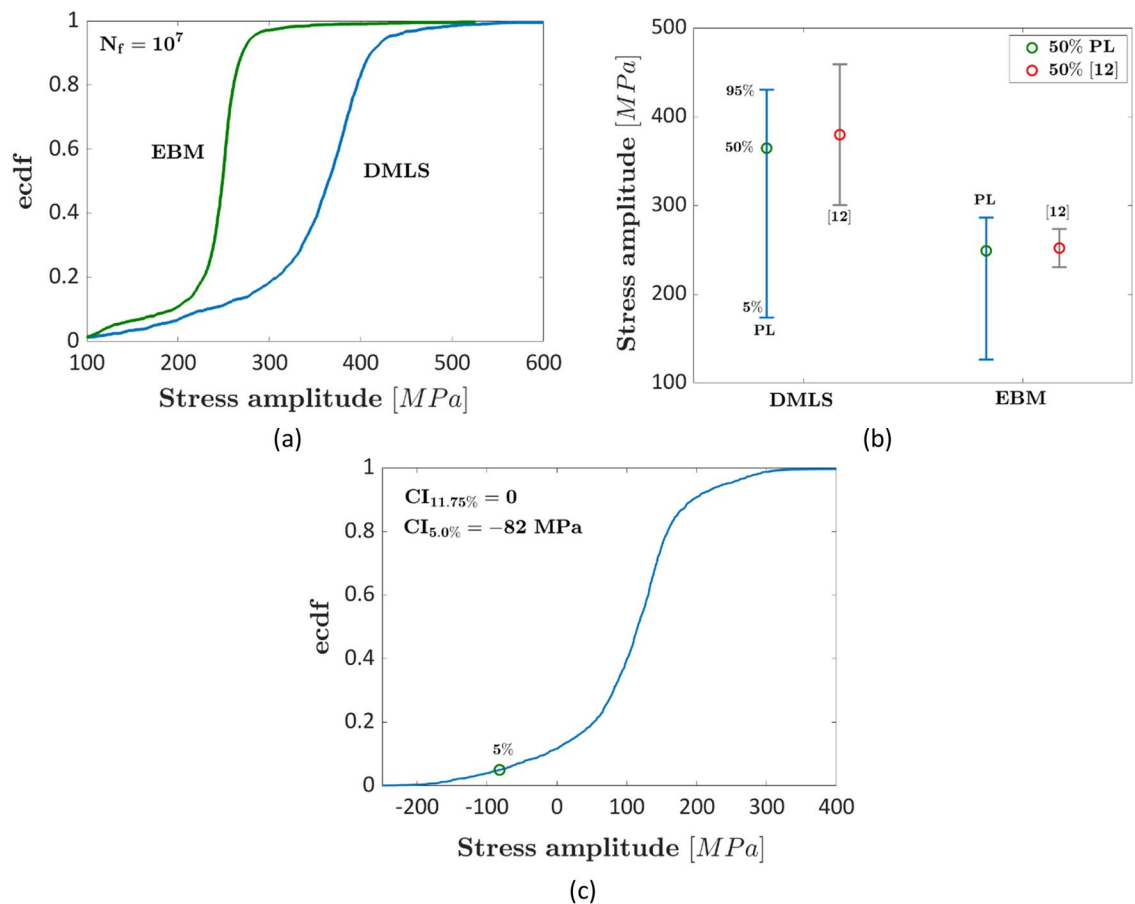 N_f = 10^7
EBM
DMLS
1
0.8
0.6
0.4
0.2
0
100 200 300 400 500 600
ecdf
Stress amplitude [MPa]
(a)
50% PL
50% [12]
500
400
300
200
100
95%
50%
5%
PL
[12]
PL
[12]
DMLS EBM
Stress amplitude [MPa]
(b)
CI_11.75% = 0
CI_5.0% = −82 MPa
5%
1
0.8
0.6
0.4
0.2
0
-200 -100 0 100 200 300 400
ecdf
Stress amplitude [MPa]
(c)